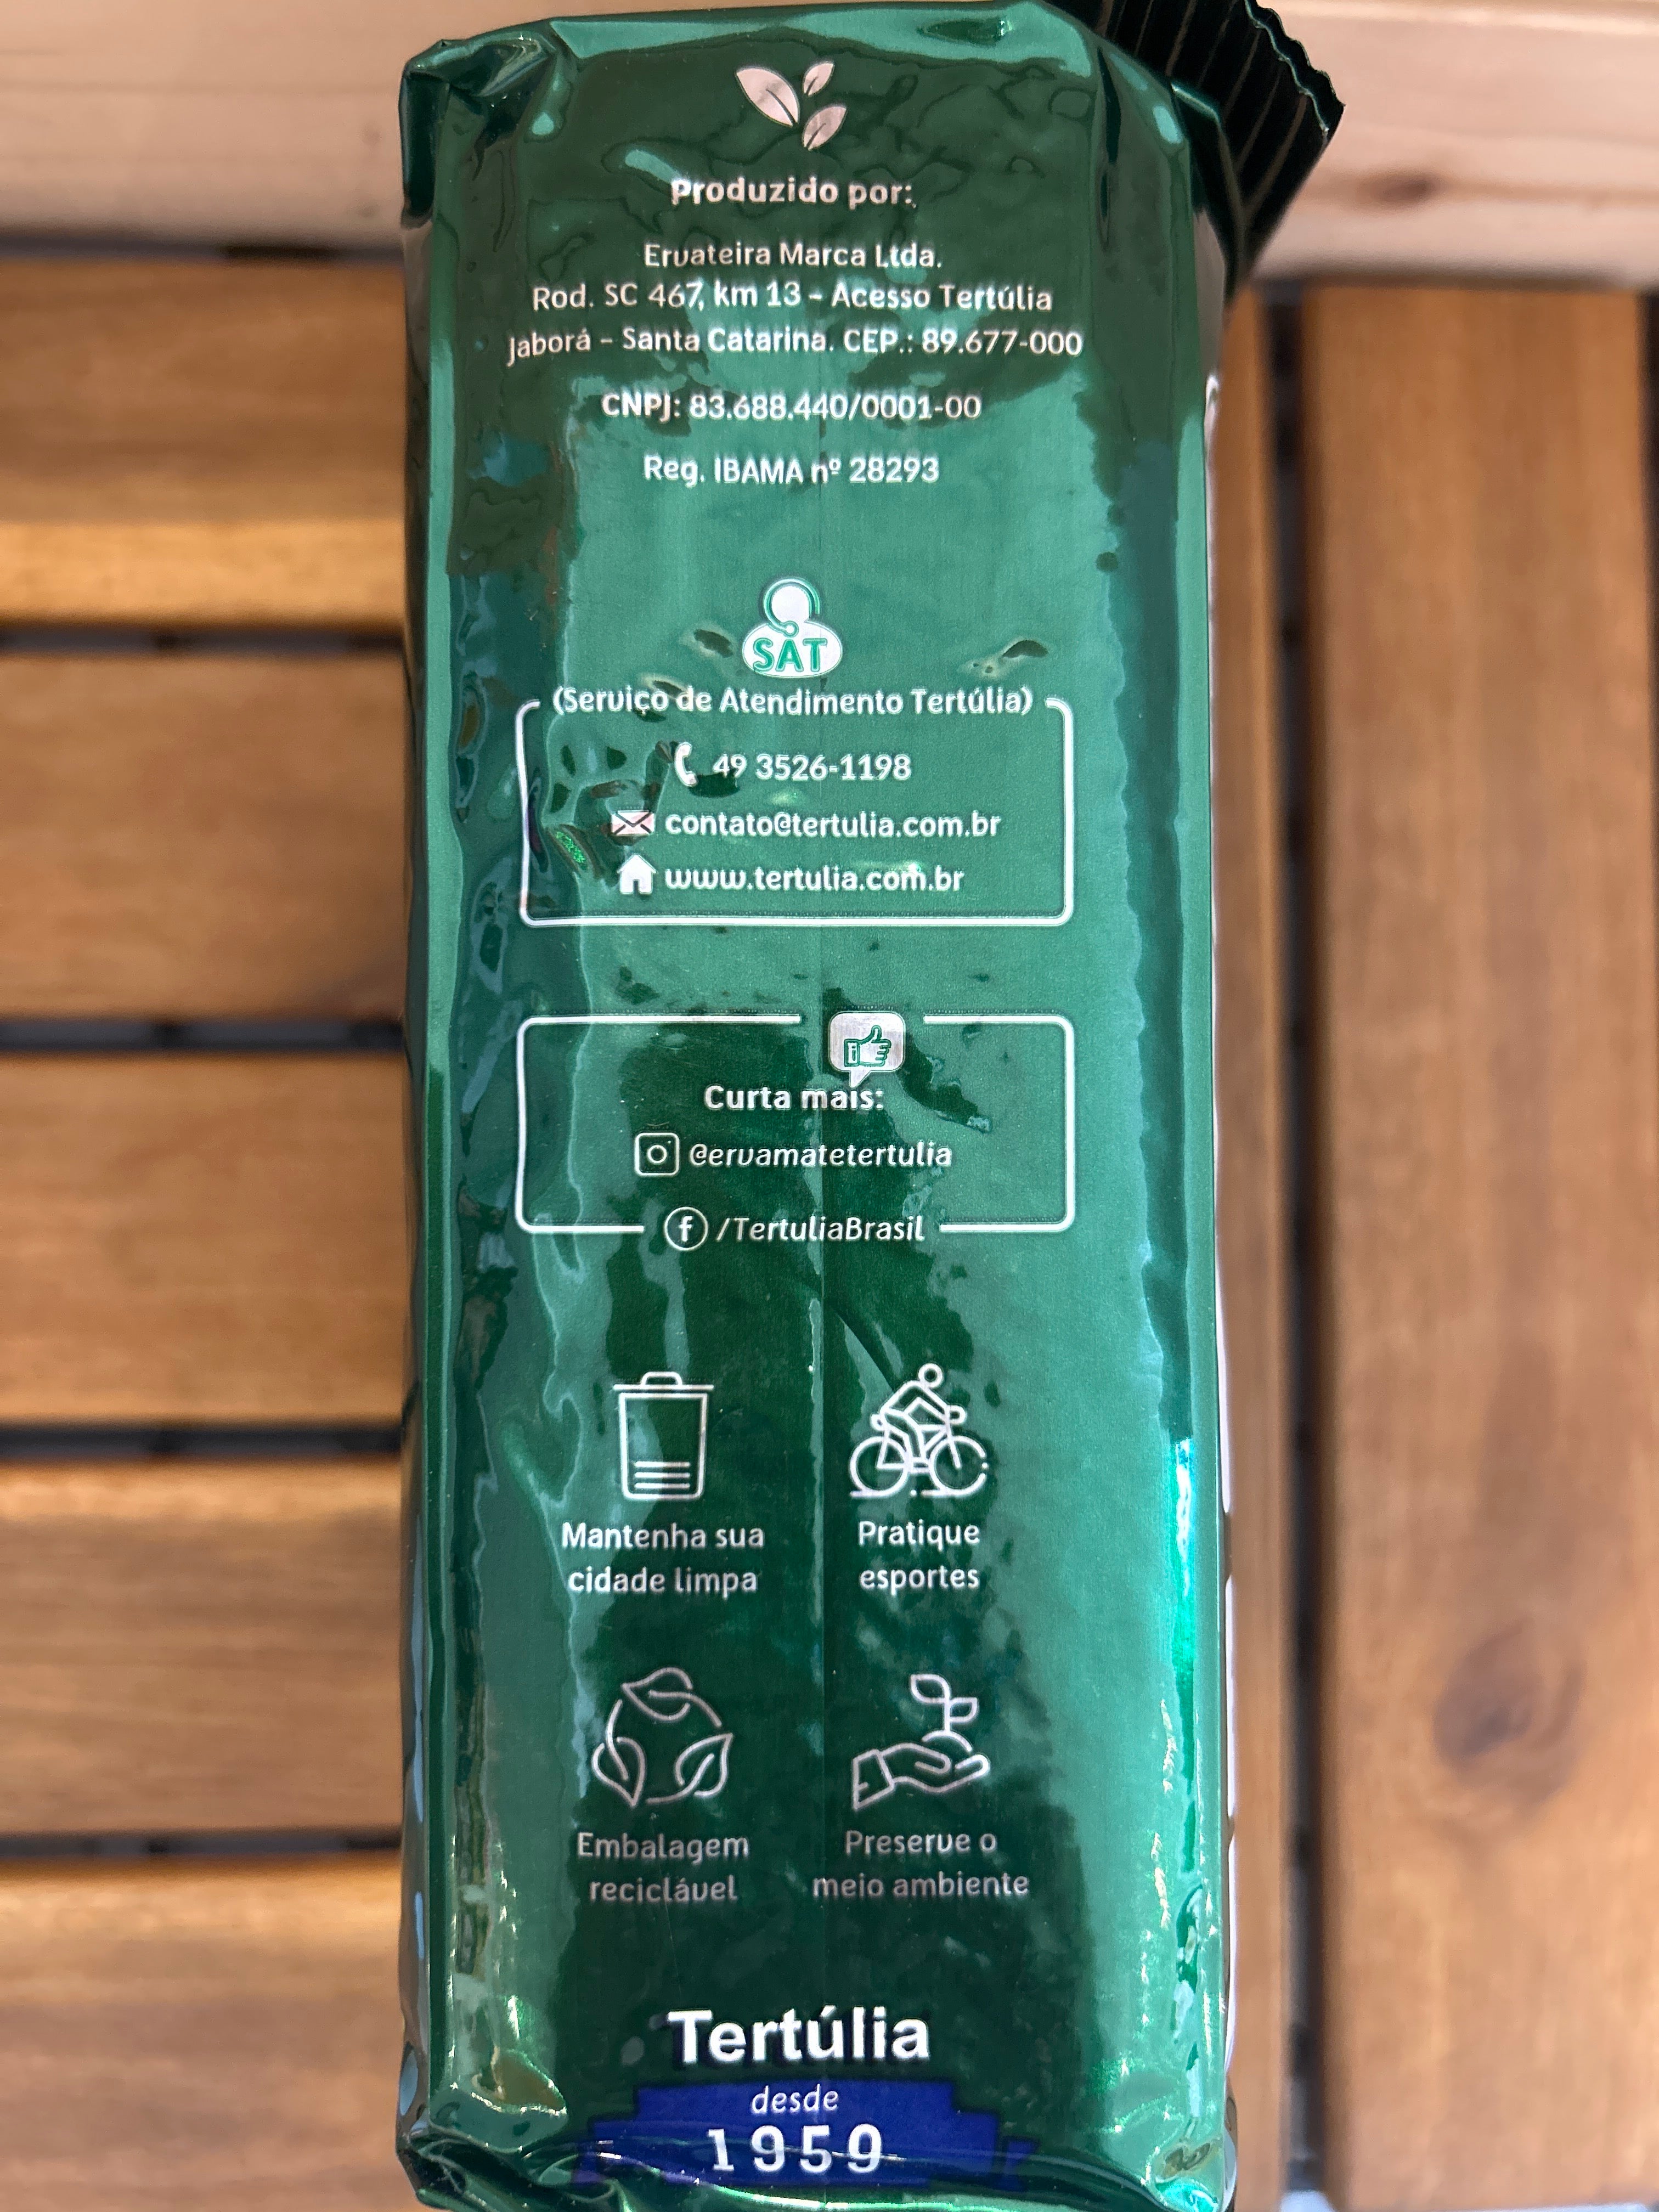 Produzido por:
Ervateira Marca Ltda.
Rod. SC 467, km 13 - Acesso Tertúlia
Jaborá - Santa Catarina. CEP.: 89.677-000
CNPJ: 83.688.440/0001-00
Reg. IBAMA nº 28293
SAT
(Serviço de Atendimento Tertúlia)
49 3526-1198
contato@tertulia.com.br
www.tertulia.com.br
Curta mais:
@ervamatetertulia
/TertuliaBrasil
Mantenha sua
cidade limpa
Pratique
esportes
Embalagem
reciclável
Preserve o
meio ambiente
Tertúlia
desde
1959